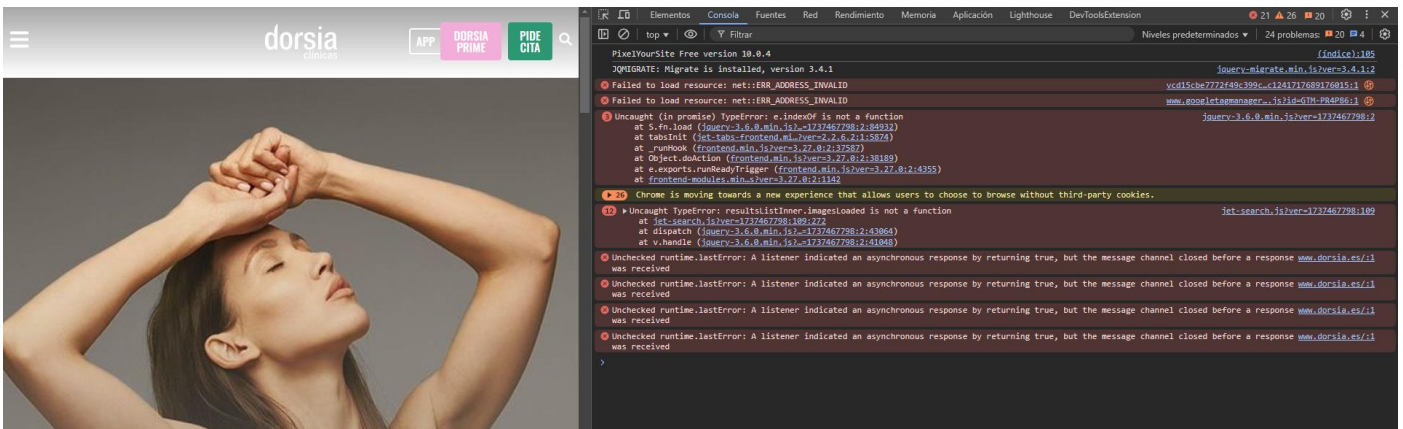 dorsia
clínicas
APP
DORSIA
PRIME
PIDE
CITA
Elementos Consola Fuentes Red Rendimiento Memoria Aplicación Lighthouse DevToolsExtension 21 26 20
top Filtrar Niveles predeterminados 24 problemas: 20 4
PixelYourSite Free version 10.0.4 (índice):105
JQMIGRATE: Migrate is installed, version 3.4.1 jquery-migrate.min.js?ver=3.4.1:2
Failed to load resource: net::ERR_ADDRESS_INVALID vcd15cbe7772f49c399c…c1241717689176015:1
Failed to load resource: net::ERR_ADDRESS_INVALID www.googletagmanager….js?id=GTM-PR4P86:1
3 Uncaught (in promise) TypeError: e.indexOf is not a function jquery-3.6.0.min.js?ver=1737467798:2
at S.fn.load (jquery-3.6.0.min.js?…=1737467798:2:84932)
at tabsInit (jet-tabs-frontend.mi…?ver=2.2.6.2:1:5874)
at _runHook (frontend.min.js?ver=3.27.0:2:37587)
at Object.doAction (frontend.min.js?ver=3.27.0:2:38189)
at e.exports.runReadyTrigger (frontend.min.js?ver=3.27.0:2:4355)
at frontend-modules.min…s?ver=3.27.0:2:1142
26 Chrome is moving towards a new experience that allows users to choose to browse without third-party cookies.
12 Uncaught TypeError: resultsListInner.imagesLoaded is not a function jet-search.js?ver=1737467798:109
at jet-search.js?ver=1737467798:109:272
at dispatch (jquery-3.6.0.min.js?…=1737467798:2:43064)
at v.handle (jquery-3.6.0.min.js?…=1737467798:2:41048)
Unchecked runtime.lastError: A listener indicated an asynchronous response by returning true, but the message channel closed before a response www.dorsia.es/:1
was received
Unchecked runtime.lastError: A listener indicated an asynchronous response by returning true, but the message channel closed before a response www.dorsia.es/:1
was received
Unchecked runtime.lastError: A listener indicated an asynchronous response by returning true, but the message channel closed before a response www.dorsia.es/:1
was received
Unchecked runtime.lastError: A listener indicated an asynchronous response by returning true, but the message channel closed before a response www.dorsia.es/:1
was received